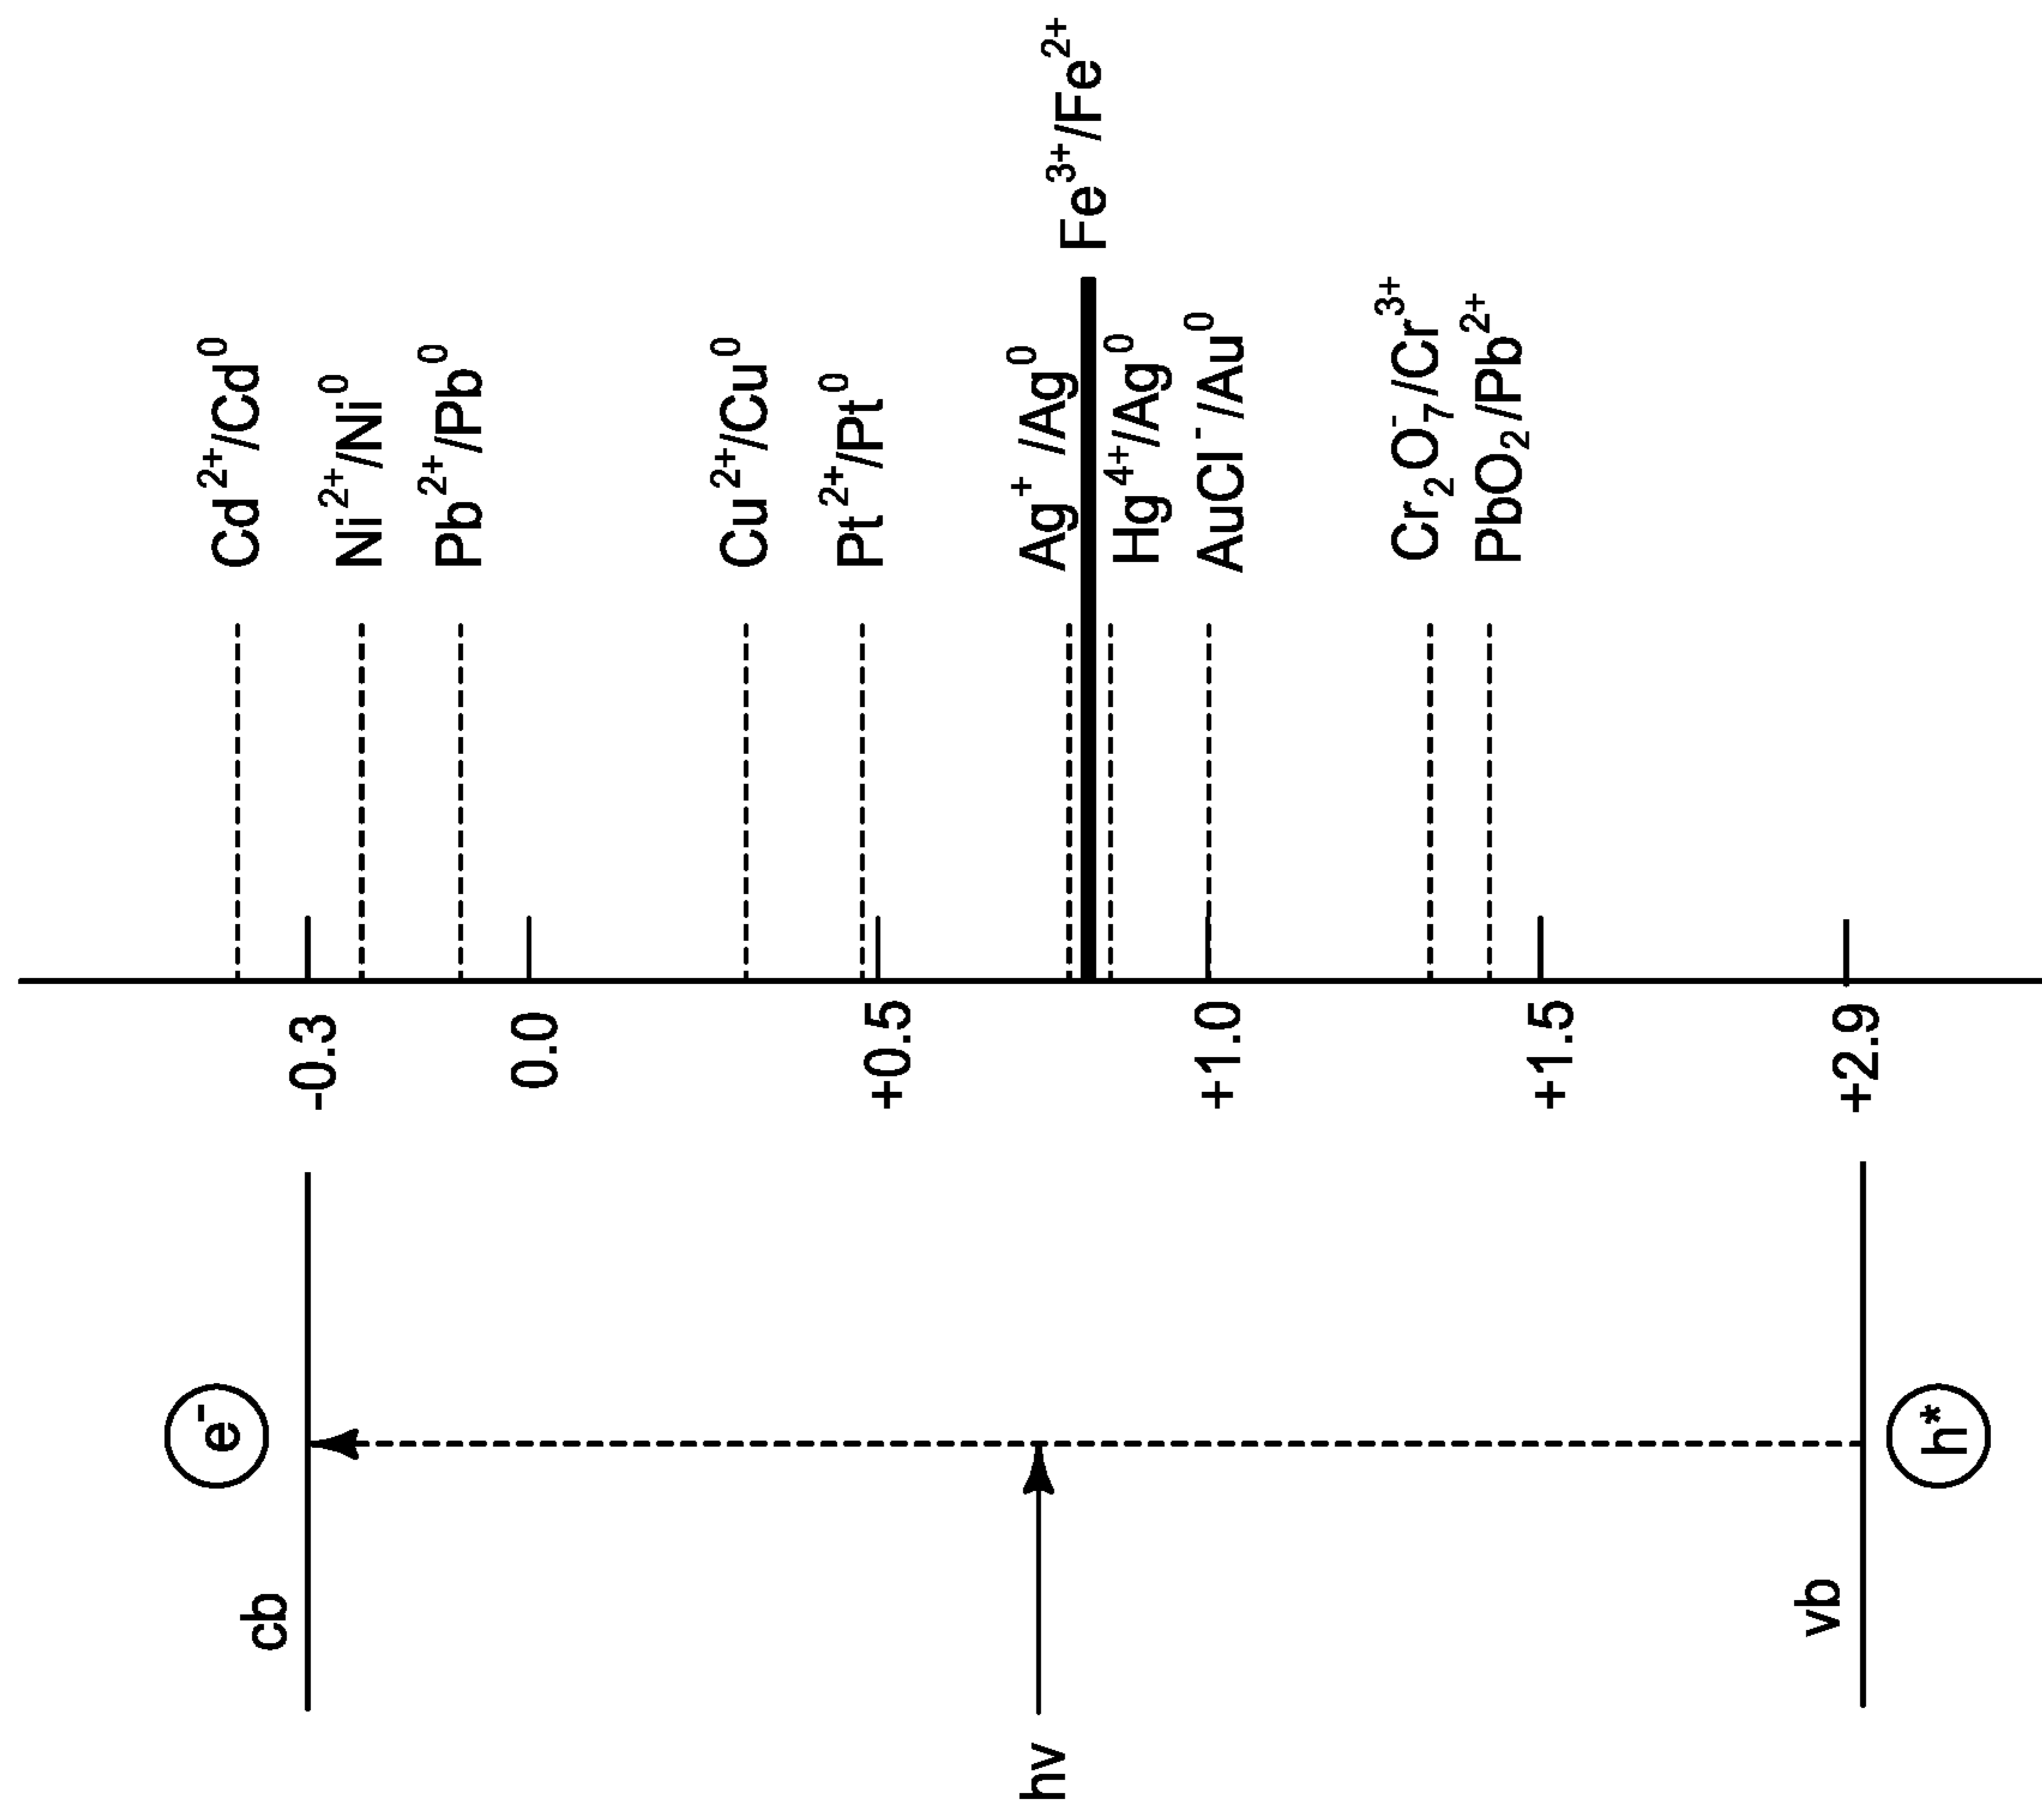 Cd²⁺/Cd⁰
Ni²⁺/Ni⁰
Pb²⁺/Pb⁰
Cu²⁺/Cu⁰
Pt²⁺/Pt⁰
Ag⁺/Ag⁰
Fe³⁺/Fe²⁺
Hg⁴⁺/Ag⁰
AuCl⁻/Au⁰
Cr₂O₇⁻/Cr³⁺
PbO₂/Pb²⁺
-0.3
0.0
+0.5
+1.0
+1.5
+2.9
e⁻
cb
hv
vb
h*